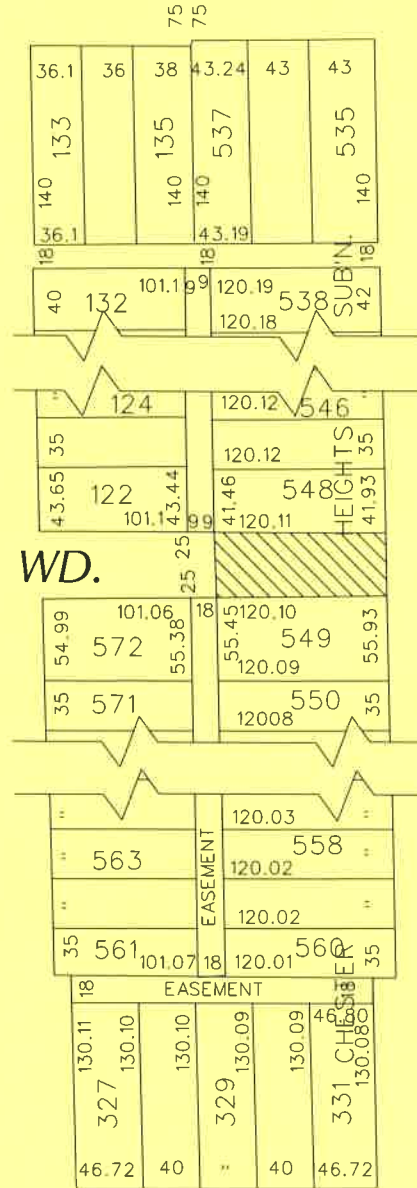 75 75
36.1 36 38 43.24 43 43
133 135 537 535
140 140 140 140
36.1 43.19
18 18 18
40 132 101.1 9 9 120.19 538 42
120.18
SUB'N.
" 124 120.12 546 "
35 120.12 35
HEIGHTS
43.65 122 43.44 41.46 548 41.93
101.1 9 9 120.11
25
WD.
25
101.06 18 120.10
54.99 572 55.38 55.45 549 55.93
120.09
35 571 550 35
12008
" 120.03 "
" 563 558 "
120.02
EASEMENT
" 120.02 "
35 561 101.07 18 120.01 560 35
18 EASEMENT 18
CHESTER
46.80
130.11 130.10 130.10 130.09 130.09 130.08
327 329 331
46.72 40 " 40 46.72